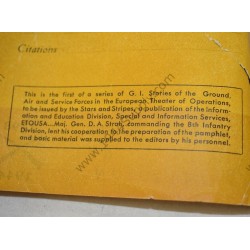 Citations
This is the first of a series of G. I. Stories of the Ground,
Air and Service Forces in the European Theater of Operations,
to be issued by the Stars and Stripes, a publication of the Inform-
ation and Education Division, Special and Information Services,
ETOUSA... Maj. Gen. D. A. Stroh, commanding the 8th Infantry
Division, lent his cooperation to the preparation of the pamphlet,
and basic material was supplied to the editors by his personnel.